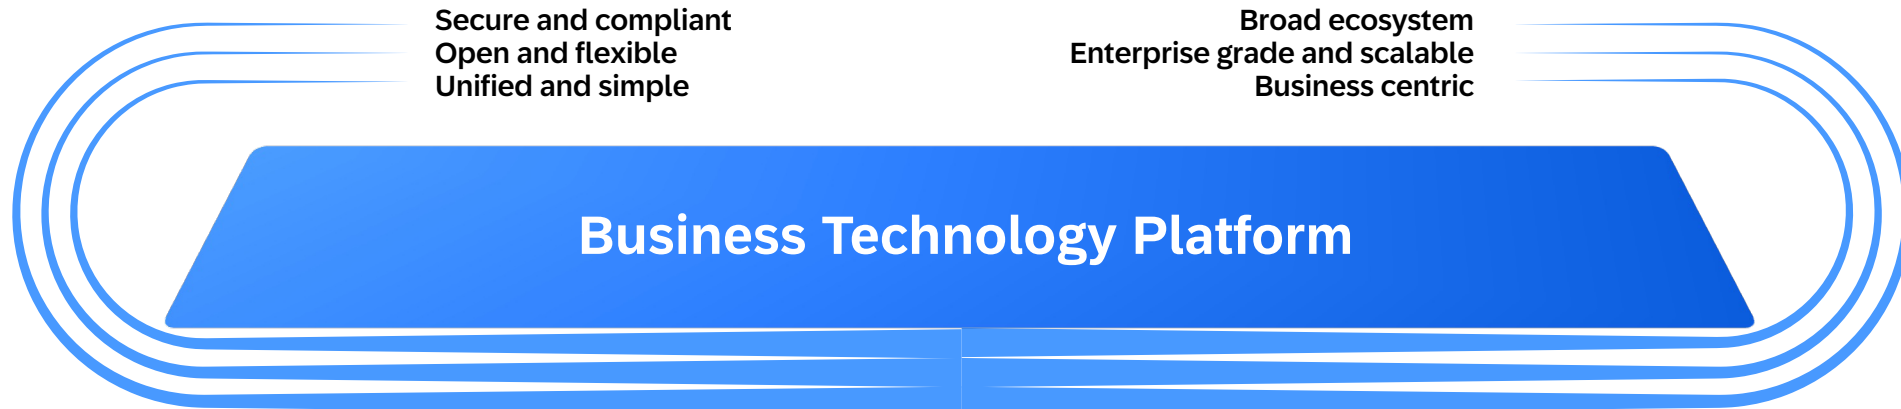 Secure and compliant
Open and flexible
Unified and simple
Broad ecosystem
Enterprise grade and scalable
Business centric
Business Technology Platform